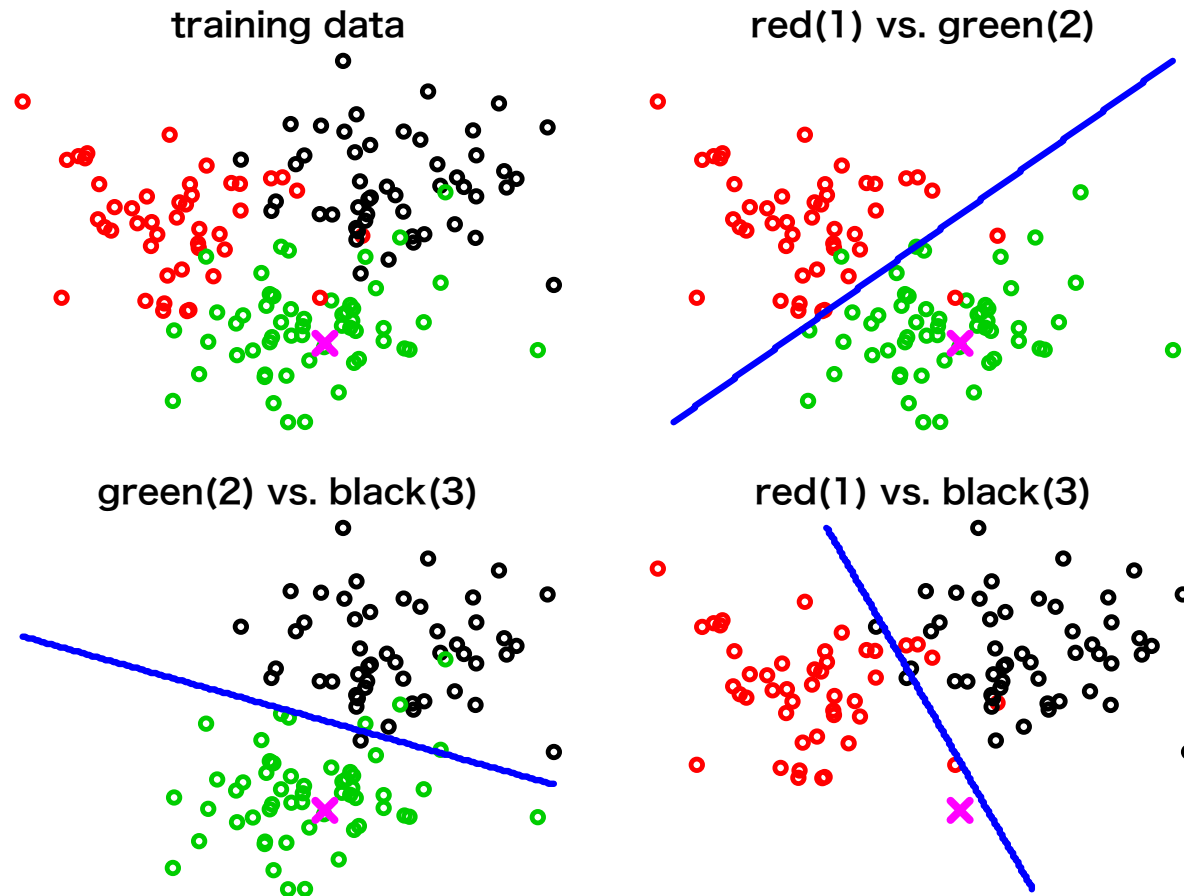 training data
red(1) vs. green(2)
green(2) vs. black(3)
red(1) vs. black(3)